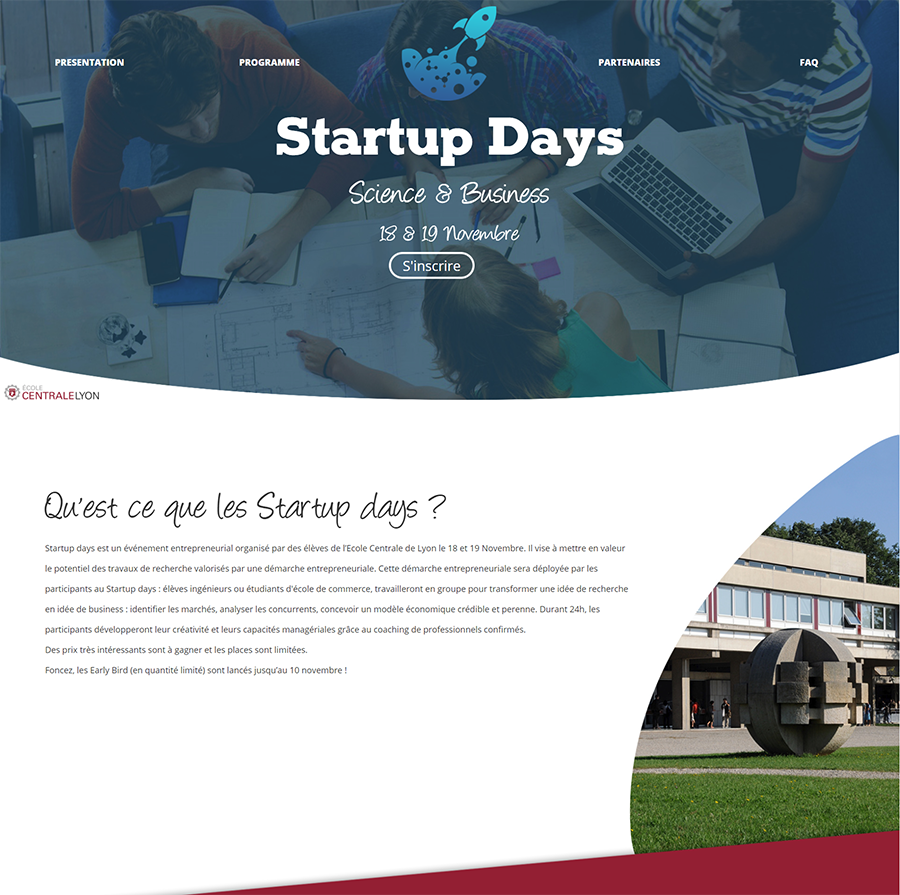 PRESENTATION PROGRAMME PARTENAIRES FAQ
Startup Days
Science & Business
18 & 19 Novembre
S'inscrire
ÉCOLE
CENTRALELYON
Qu'est ce que les Startup days ?
Startup days est un événement entrepreneurial organisé par des élèves de l'Ecole Centrale de Lyon le 18 et 19 Novembre. Il vise à mettre en valeur
le potentiel des travaux de recherche valorisés par une démarche entrepreneuriale. Cette démarche entrepreneuriale sera déployée par les
participants au Startup days : élèves ingénieurs ou étudiants d'école de commerce, travailleront en groupe pour transformer une idée de recherche
en idée de business : identifier les marchés, analyser les concurrents, concevoir un modèle économique crédible et perenne. Durant 24h, les
participants développeront leur créativité et leurs capacités managériales grâce au coaching de professionnels confirmés.
Des prix très intéressants sont à gagner et les places sont limitées.
Foncez, les Early Bird (en quantité limité) sont lancés jusqu'au 10 novembre !